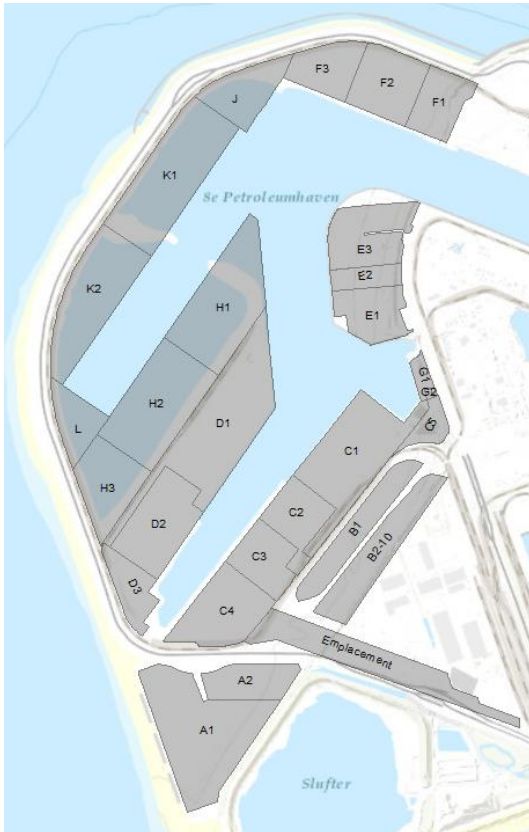 F3
F2
F1
J
K1
8e Petroleumhaven
E3
E2
E1
K2
H1
G1
G2
H2
L
D1
C1
H3
C2
B1
D2
C3
B2-10
D3
C4
Emplacement
A2
A1
Slufter